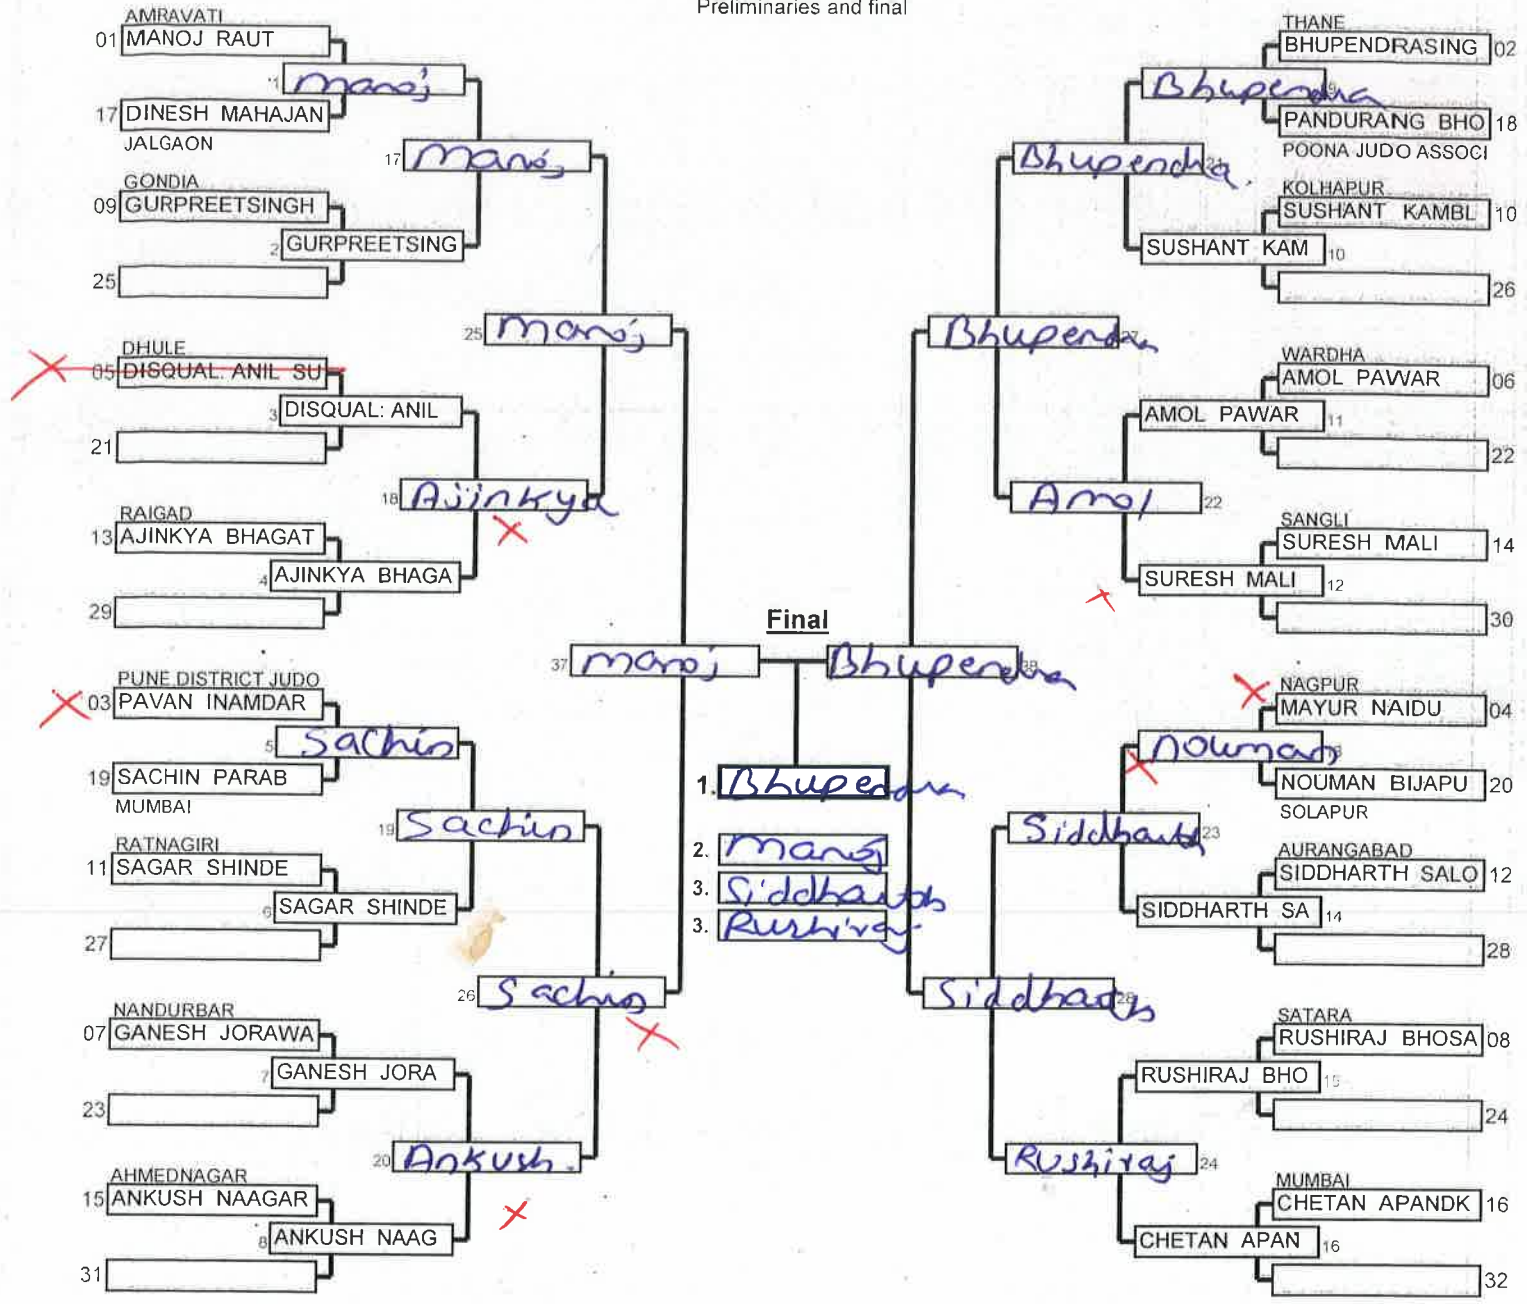 Preliminaries and final
AMRAVATI
01 MANOJ RAUT
1 Manoj
17 DINESH MAHAJAN
JALGAON
17 Manoj
GONDIA
09 GURPREETSINGH
2 GURPREETSING
25
25 Manoj
DHULE
05 DISQUAL: ANIL SU
3 DISQUAL: ANIL
21
18 Ajinkya
RAIGAD
13 AJINKYA BHAGAT
4 AJINKYA BHAGA
29
37 Manoj
PUNE DISTRICT JUDO
03 PAVAN INAMDAR
5 Sachin
19 SACHIN PARAB
MUMBAI
19 Sachin
RATNAGIRI
11 SAGAR SHINDE
6 SAGAR SHINDE
27
26 Sachin
NANDURBAR
07 GANESH JORAWA
7 GANESH JORA
23
20 Ankush
AHMEDNAGAR
15 ANKUSH NAAGAR
8 ANKUSH NAAG
31
Final
1. Bhupendra
2. Manoj
3. Siddharth
3. Rushiraj
THANE
BHUPENDRASING 02
Bhupendra 9
PANDURANG BHO 18
POONA JUDO ASSOCI
Bhupendra 21
KOLHAPUR
SUSHANT KAMBL 10
SUSHANT KAM 10
26
Bhupendra 27
WARDHA
AMOL PAWAR 06
AMOL PAWAR 11
22
Amol 22
SANGLI
SURESH MALI 14
SURESH MALI 12
30
Bhupendra 38
NAGPUR
MAYUR NAIDU 04
Nouman
NOUMAN BIJAPU 20
SOLAPUR
Siddharth 23
AURANGABAD
SIDDHARTH SALO 12
SIDDHARTH SA 14
28
Siddharth 28
SATARA
RUSHIRAJ BHOSA 08
RUSHIRAJ BHO 15
24
Rushiraj 24
MUMBAI
CHETAN APANDK 16
CHETAN APAN 16
32